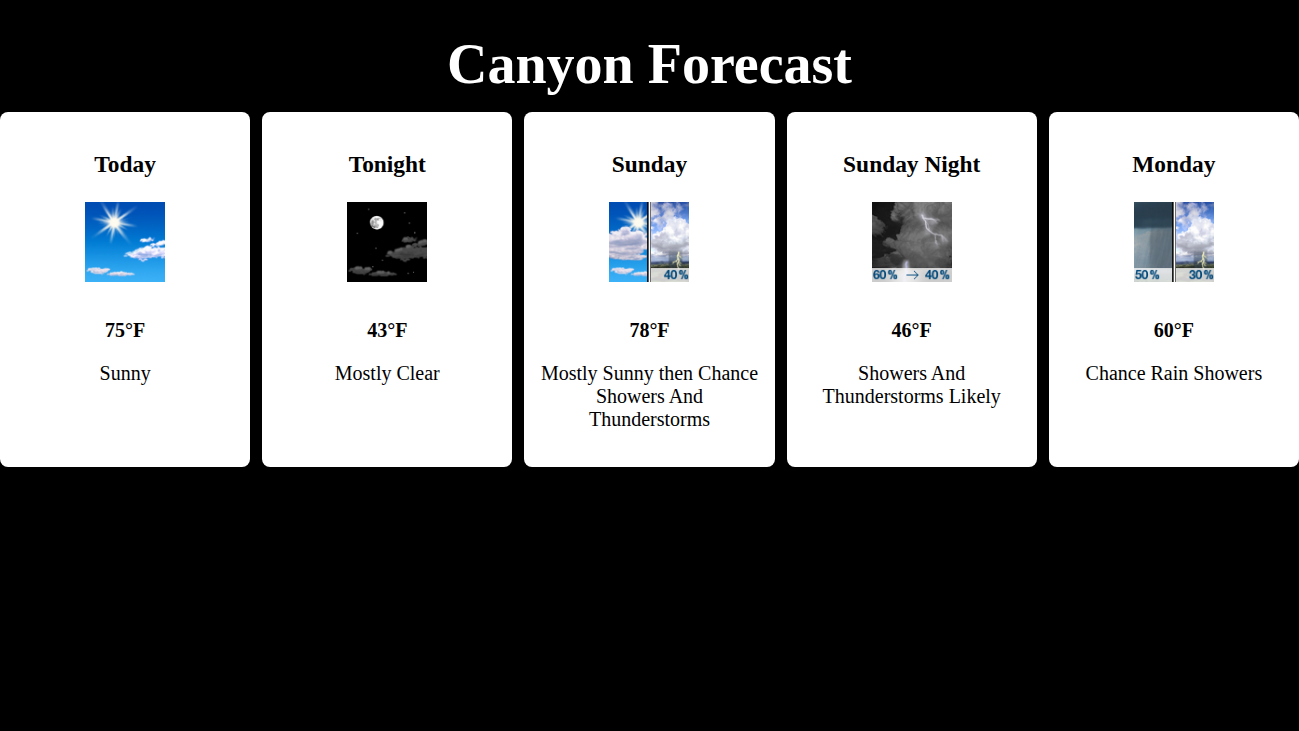 Canyon Forecast
Today
75°F
Sunny
Tonight
43°F
Mostly Clear
Sunday
40%
78°F
Mostly Sunny then Chance
Showers And
Thunderstorms
Sunday Night
60% → 40%
46°F
Showers And
Thunderstorms Likely
Monday
50% 30%
60°F
Chance Rain Showers